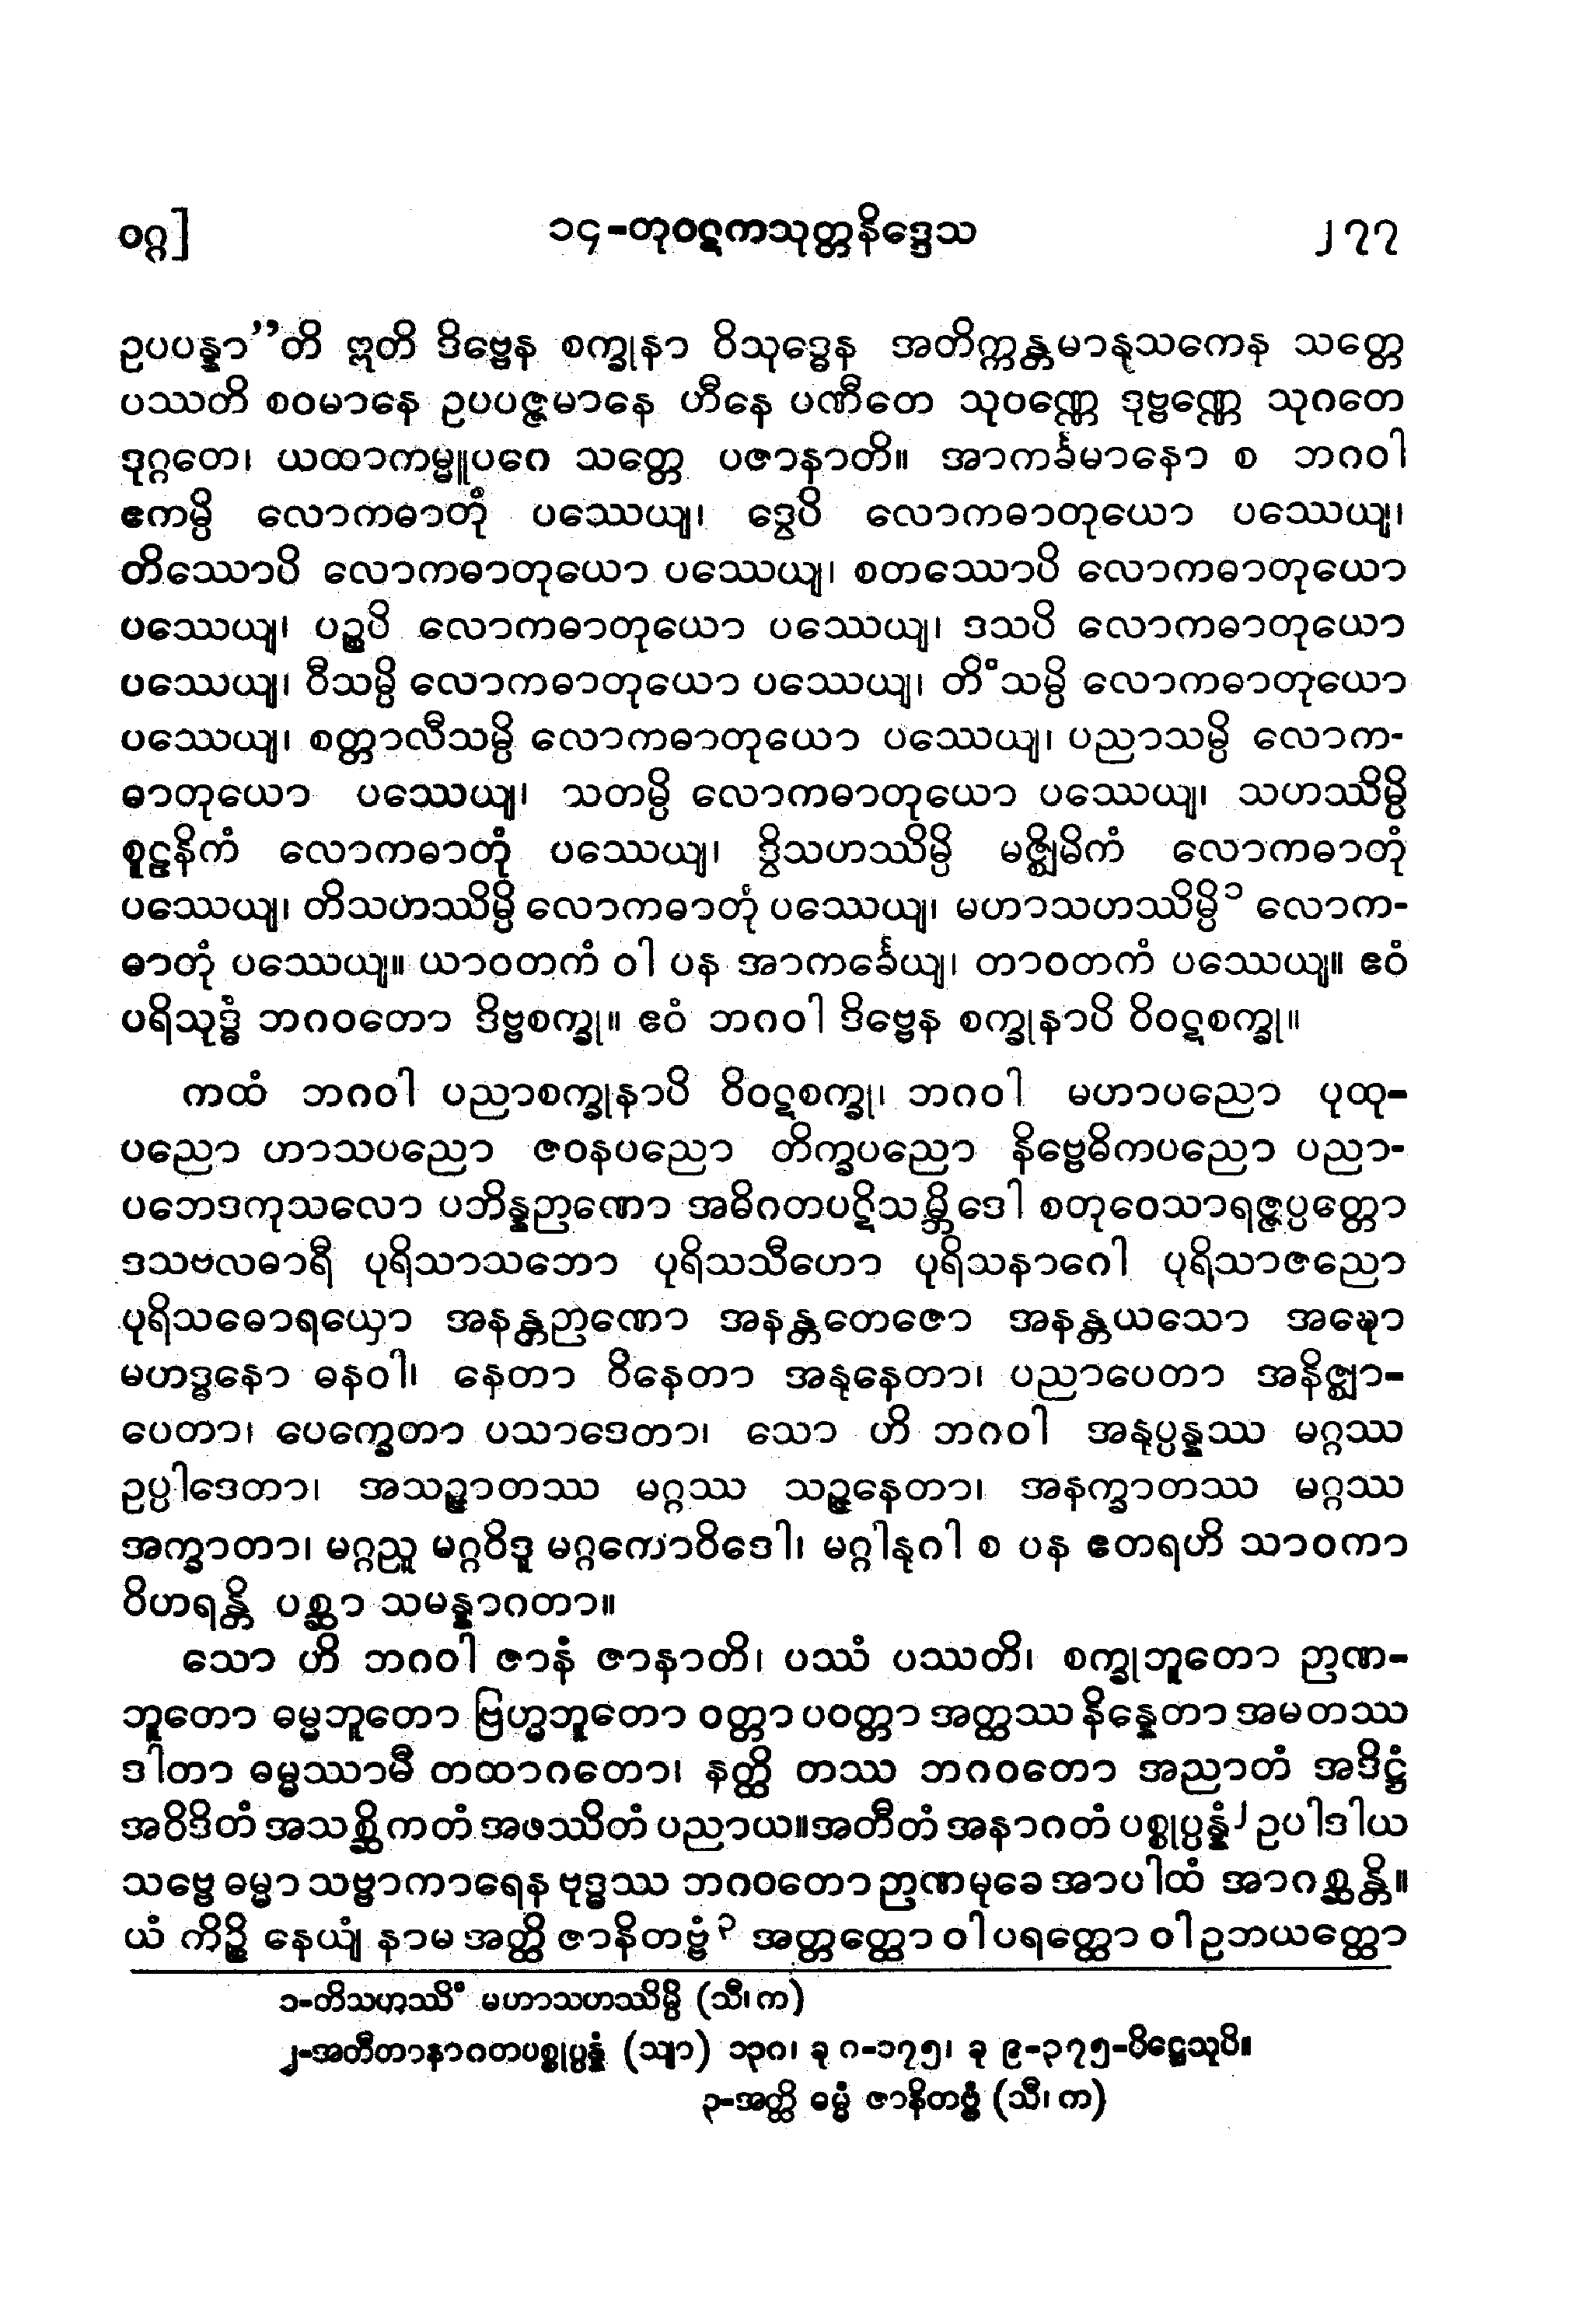 ဝဂ္ဂ] ၁၄-တုဝဋကသုတ္တနိဒ္ဒေသ ၂၇၇
ဥပပန္နာ”တိ ဣတိ ဒိဗ္ဗေန စက္ခုနာ ဝိသုဒ္ဓေန အတိက္ကန္တမာနုသကေန သတ္တေ
ပဿတိ စဝမာနေ ဥပပဇ္ဇမာနေ ဟီနေ ပဏီတေ သုဝဏ္ဏေ ဒုဗ္ဗဏ္ဏေ သုဂတေ
ဒုဂ္ဂတေ၊ ယထာကမ္မူပဂေ သတ္တေ ပဇာနာတိ။ အာကင်္ခမာနော စ ဘဂဝါ
ဧကမ္ပိ လောကဓာတုံ ပဿေယျ၊ ဒွေပိ လောကဓာတုယော ပဿေယျ၊
တိဿောပိ လောကဓာတုယော ပဿေယျ၊ စတဿောပိ လောကဓာတုယော
ပဿေယျ၊ ပဉ္စပိ လောကဓာတုယော ပဿေယျ၊ ဒသပိ လောကဓာတုယော
ပဿေယျ၊ ဝီသမ္ပိ လောကဓာတုယော ပဿေယျ၊ တိံသမ္ပိ လောကဓာတုယော
ပဿေယျ၊ စတ္တာလီသမ္ပိ လောကဓာတုယော ပဿေယျ၊ ပညာသမ္ပိ လောက-
ဓာတုယော ပဿေယျ၊ သတမ္ပိ လောကဓာတုယော ပဿေယျ၊ သဟဿိမ္ပိ
စူဠနိကံ လောကဓာတုံ ပဿေယျ၊ ဒွိသဟဿိမ္ပိ မဇ္ဈိမိကံ လောကဓာတုံ
ပဿေယျ၊ တိသဟဿိမ္ပိ လောကဓာတုံ ပဿေယျ၊ မဟာသဟဿိမ္ပိ၁ လောက-
ဓာတုံ ပဿေယျ။ ယာဝတကံ ဝါ ပန အာကင်္ခေယျ၊ တာဝတကံ ပဿေယျ။ ဧဝံ
ပရိသုဒ္ဓံ ဘဂဝတော ဒိဗ္ဗစက္ခု။ ဧဝံ ဘဂဝါ ဒိဗ္ဗေန စက္ခုနာပိ ဝိဝဋစက္ခု။
ကထံ ဘဂဝါ ပညာစက္ခုနာပိ ဝိဝဋစက္ခု၊ ဘဂဝါ မဟာပညော ပုထု-
ပညော ဟာသပညော ဇဝနပညော တိက္ခပညော နိဗ္ဗေဓိကပညော ပညာ-
ပဘေဒကုသလော ပဘိန္နဉာဏော အဓိဂတပဋိသမ္ဘိဒေါ စတုဝေသာရဇ္ဇပ္ပတ္တော
ဒသဗလဓာရီ ပုရိသာသဘော ပုရိသသီဟော ပုရိသနာဂေါ ပုရိသာဇညော
ပုရိသဓောရယှော အနန္တဉာဏော အနန္တတေဇော အနန္တယသော အဍ္ဎော
မဟဒ္ဓနော ဓနဝါ၊ နေတာ ဝိနေတာ အနုနေတာ၊ ပညာပေတာ အနိဇ္ဈာ-
ပေတာ၊ ပေက္ခေတာ ပသာဒေတာ၊ သော ဟိ ဘဂဝါ အနုပ္ပန္နဿ မဂ္ဂဿ
ဥပ္ပါဒေတာ၊ အသဉ္ဇာတဿ မဂ္ဂဿ သဉ္ဇနေတာ၊ အနက္ခာတဿ မဂ္ဂဿ
အက္ခာတာ၊ မဂ္ဂညူ မဂ္ဂဝိဒူ မဂ္ဂကောဝိဒေါ၊ မဂ္ဂါနုဂါ စ ပန ဧတရဟိ သာဝကာ
ဝိဟရန္တိ ပစ္ဆာ သမန္နာဂတာ။
သော ဟိ ဘဂဝါ ဇာနံ ဇာနာတိ၊ ပဿံ ပဿတိ၊ စက္ခုဘူတော ဉာဏ-
ဘူတော ဓမ္မဘူတော ဗြဟ္မဘူတော ဝတ္တာ ပဝတ္တာ အတ္ထဿ နိန္နေတာ အမတဿ
ဒါတာ ဓမ္မဿာမီ တထာဂတော၊ နတ္ထိ တဿ ဘဂဝတော အညာတံ အဒိဋ္ဌံ
အဝိဒိတံ အသစ္ဆိကတံ အဖဿိတံ ပညာယ။ အတီတံ အနာဂတံ ပစ္စုပ္ပန္နံ၂ ဥပါဒါယ
သဗ္ဗေ ဓမ္မာ သဗ္ဗာကာရေန ဗုဒ္ဓဿ ဘဂဝတော ဉာဏမုခေ အာပါထံ အာဂစ္ဆန္တိ။
ယံ ကိဉ္စိ နေယျံ နာမ အတ္ထိ ဇာနိတဗ္ဗံ၃ အတ္တတ္ထော ဝါ ပရတ္ထော ဝါ ဥဘယတ္ထော
၁-တိသဟဿိံ မဟာသဟဿိမ္ပိ (သီ၊ က)
၂-အတီတာနာဂတပစ္စုပ္ပန္နံ (သျာ) ၁၃ဂ၊ ခု ဂ-၁၇၅၊ ခု ၉-၃၇၅-ပိဋ္ဌေသုပိ။
၃-အတ္ထိ ဓမ္မံ ဇာနိတဗ္ဗံ (သီ၊ က)